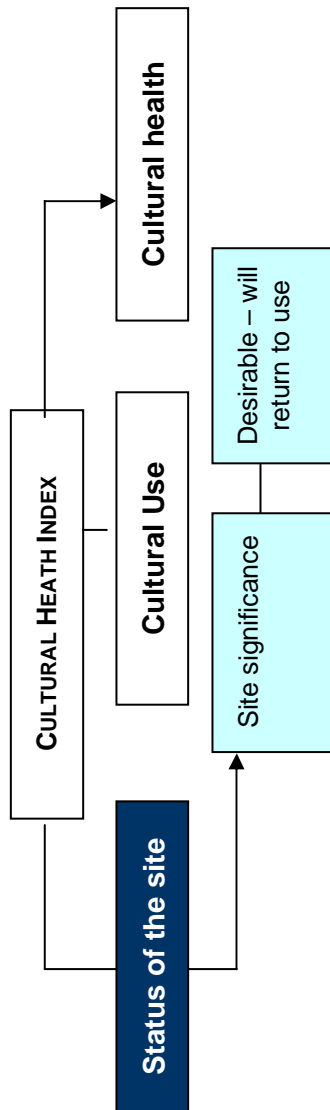 CULTURAL HEATH INDEX
Status of the site
Cultural Use
Cultural health
Site significance
Desirable – will
return to use